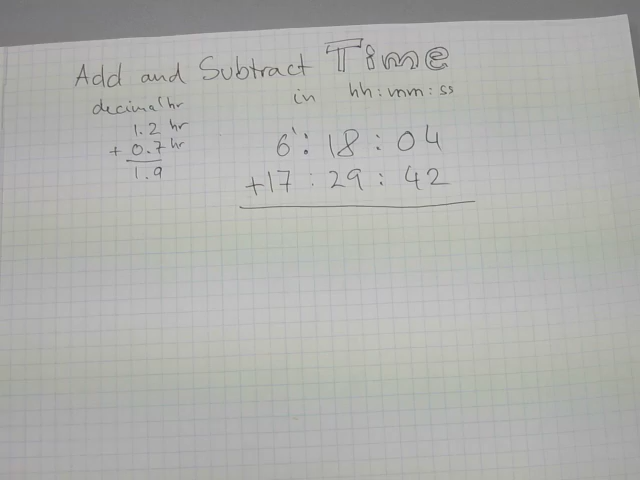 Add and Subtract Time
in hh:mm:ss
decimal hr
1.2 hr
+ 0.7 hr
1.9
6:18:04
+17:29:42